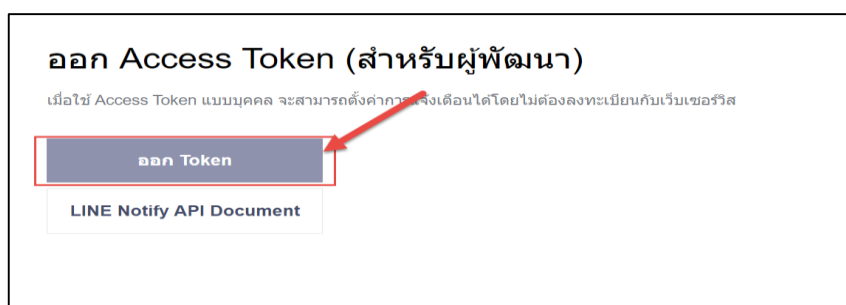 ออก Access Token (สำหรับผู้พัฒนา)
เมื่อใช้ Access Token แบบบุคคล จะสามารถตั้งค่าการแจ้งเตือนได้โดยไม่ต้องลงทะเบียนกับเว็บเซอร์วิส
ออก Token
LINE Notify API Document